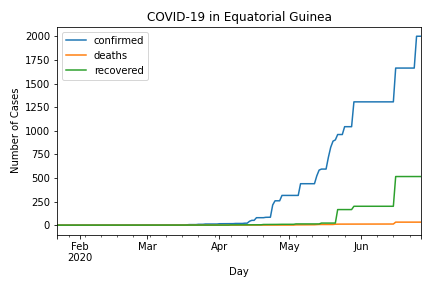 COVID-19 in Equatorial Guinea
confirmed
deaths
recovered
Number of Cases
2000
1750
1500
1250
1000
750
500
250
0
Feb
2020
Mar
Apr
May
Jun
Day